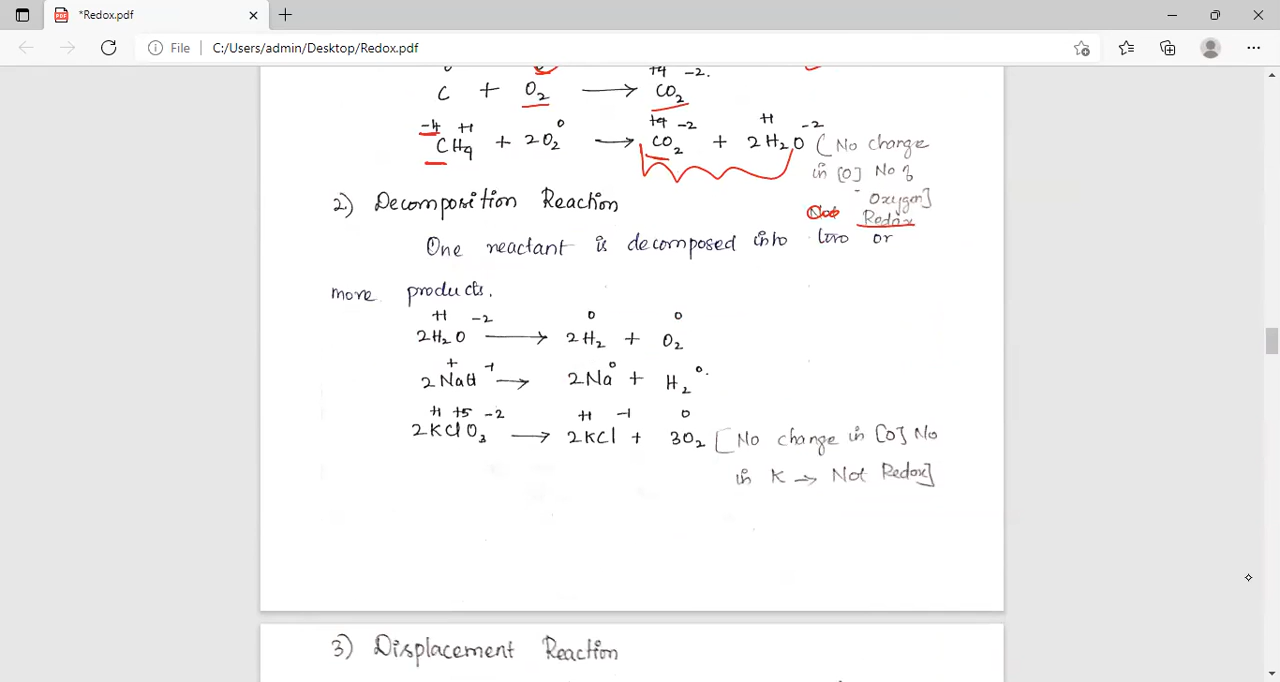 *Redox.pdf
File C:/Users/admin/Desktop/Redox.pdf
+4 -2.
C + O2 ⟶ CO2
-4 +1 0 +4 -2 +1 -2
CH4 + 2O2 ⟶ CO2 + 2H2O [No change
in [O] No of
Oxygen]
Redox
2) Decomposition Reaction
One reactant is decomposed into two or
more products.
+1 -2 0 0
2H2O ⟶ 2H2 + O2
+ -1 0 0.
2NaH ⟶ 2Na + H2
+1 +5 -2 +1 -1 0
2KClO3 ⟶ 2KCl + 3O2 [No change in [O] No
in K → Not Redox]
3) Displacement Reaction